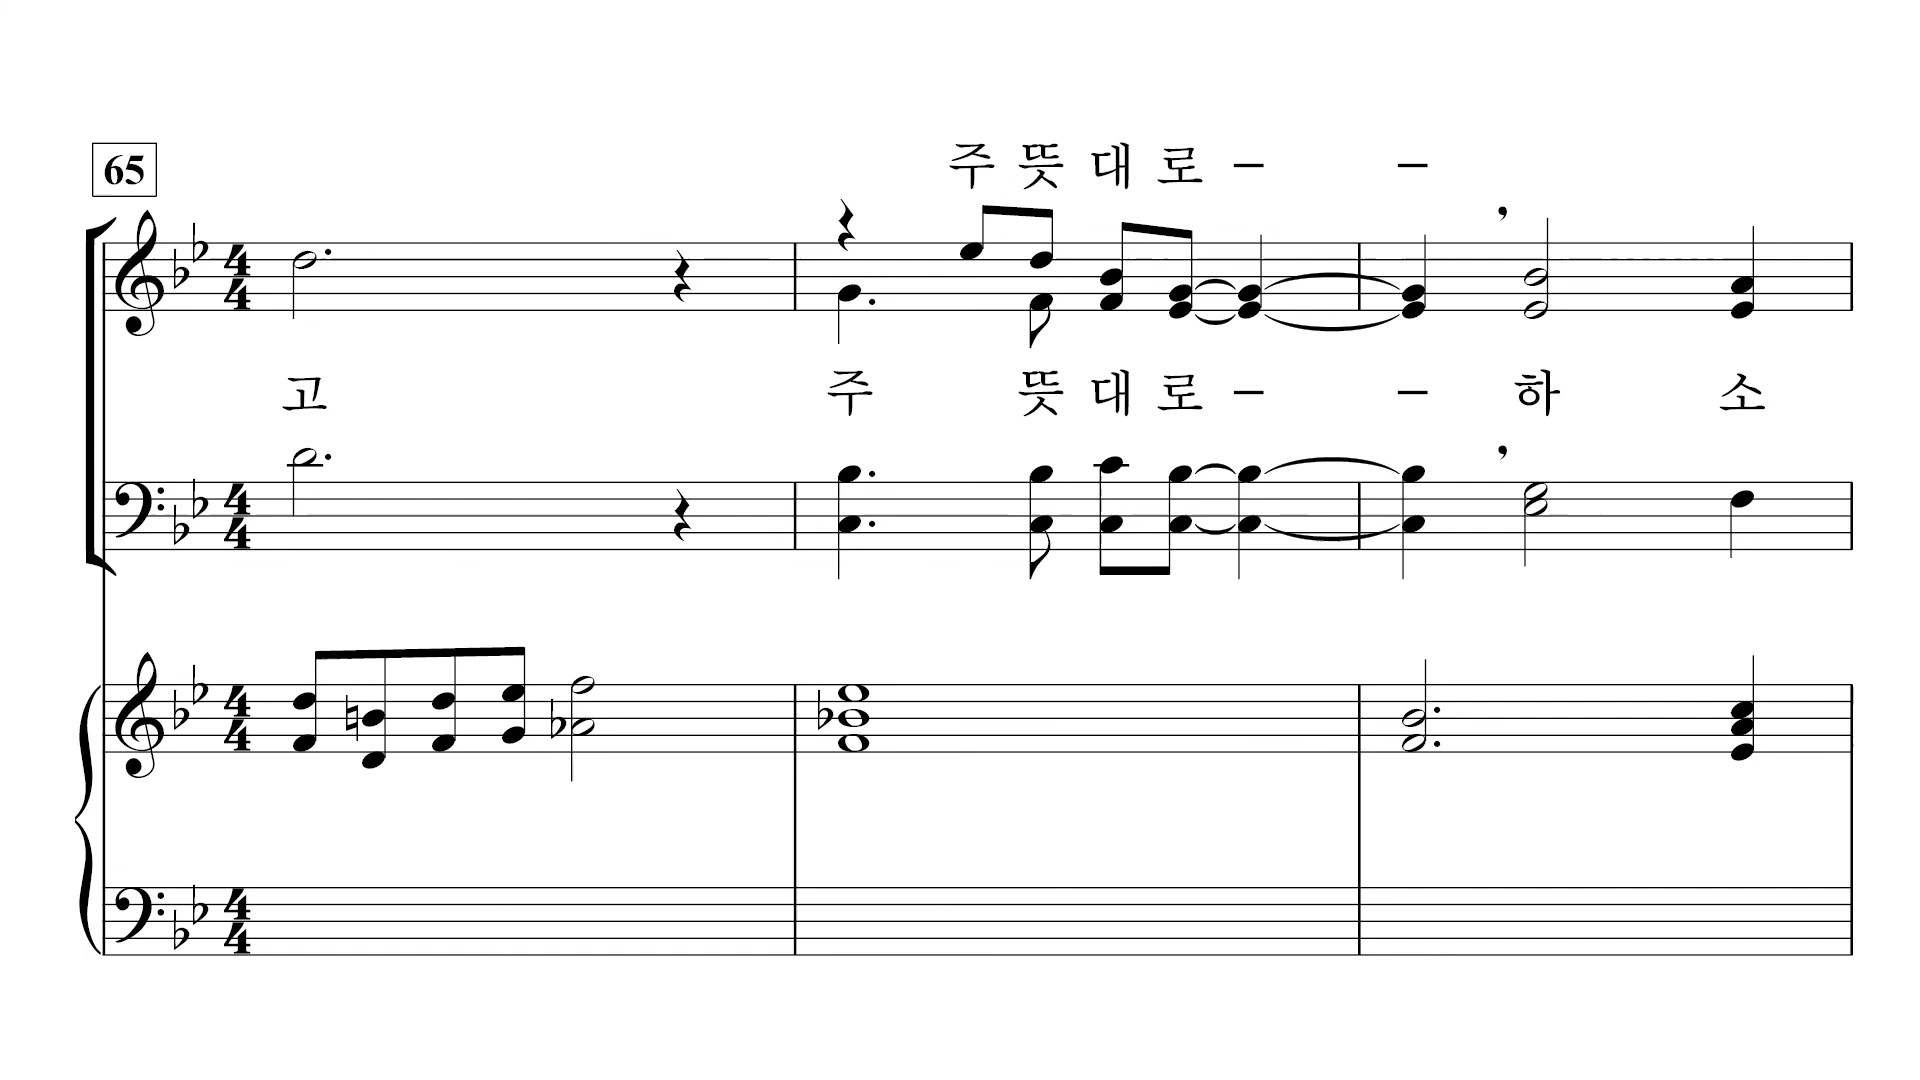 65
주 뜻 대 로 – –
고 주 뜻 대 로 – – 하 소